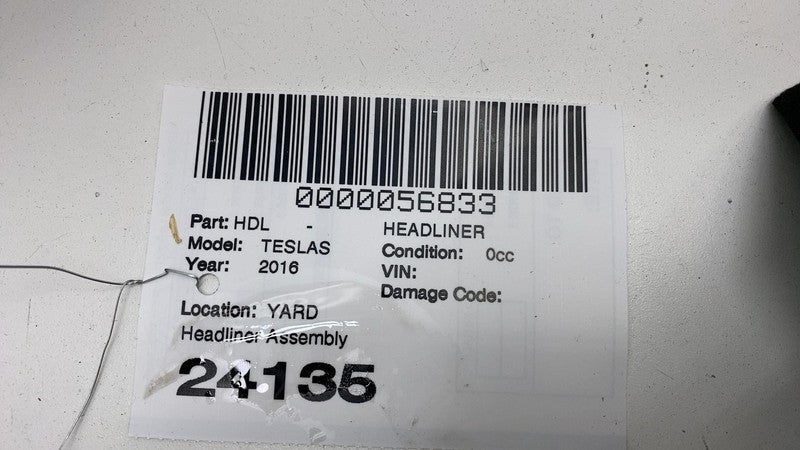 0000056833
Part: HDL - HEADLINER
Model: TESLAS Condition: 0cc
Year: 2016 VIN:
Damage Code:
Location: YARD
Headliner Assembly
24135